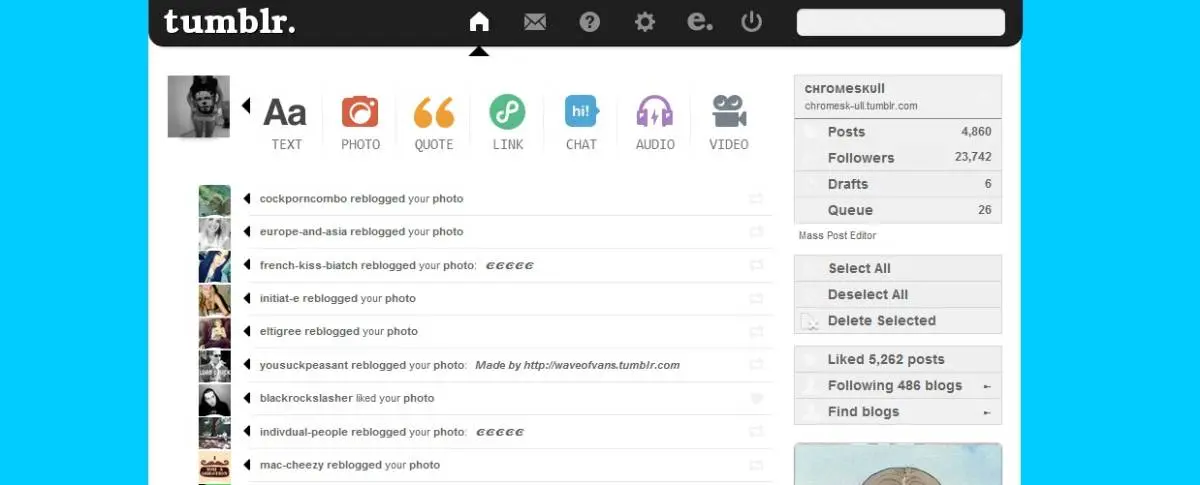 tumblr.
?
e.
Aa
hi!
TEXT PHOTO QUOTE LINK CHAT AUDIO VIDEO
cockporncombo reblogged your photo
europe-and-asia reblogged your photo
french-kiss-biatch reblogged your photo: ɕɕɕɕɕ
initiat-e reblogged your photo
eltigree reblogged your photo
yousuckpeasant reblogged your photo: Made by http://waveofvans.tumblr.com
blackrockslasher liked your photo
indivdual-people reblogged your photo: ɕɕɕɕɕ
mac-cheezy reblogged your photo
cʜroмeѕĸυll
chromesk-ull.tumblr.com
Posts 4,860
Followers 23,742
Drafts 6
Queue 26
Mass Post Editor
Select All
Deselect All
Delete Selected
Liked 5,262 posts
Following 486 blogs
Find blogs